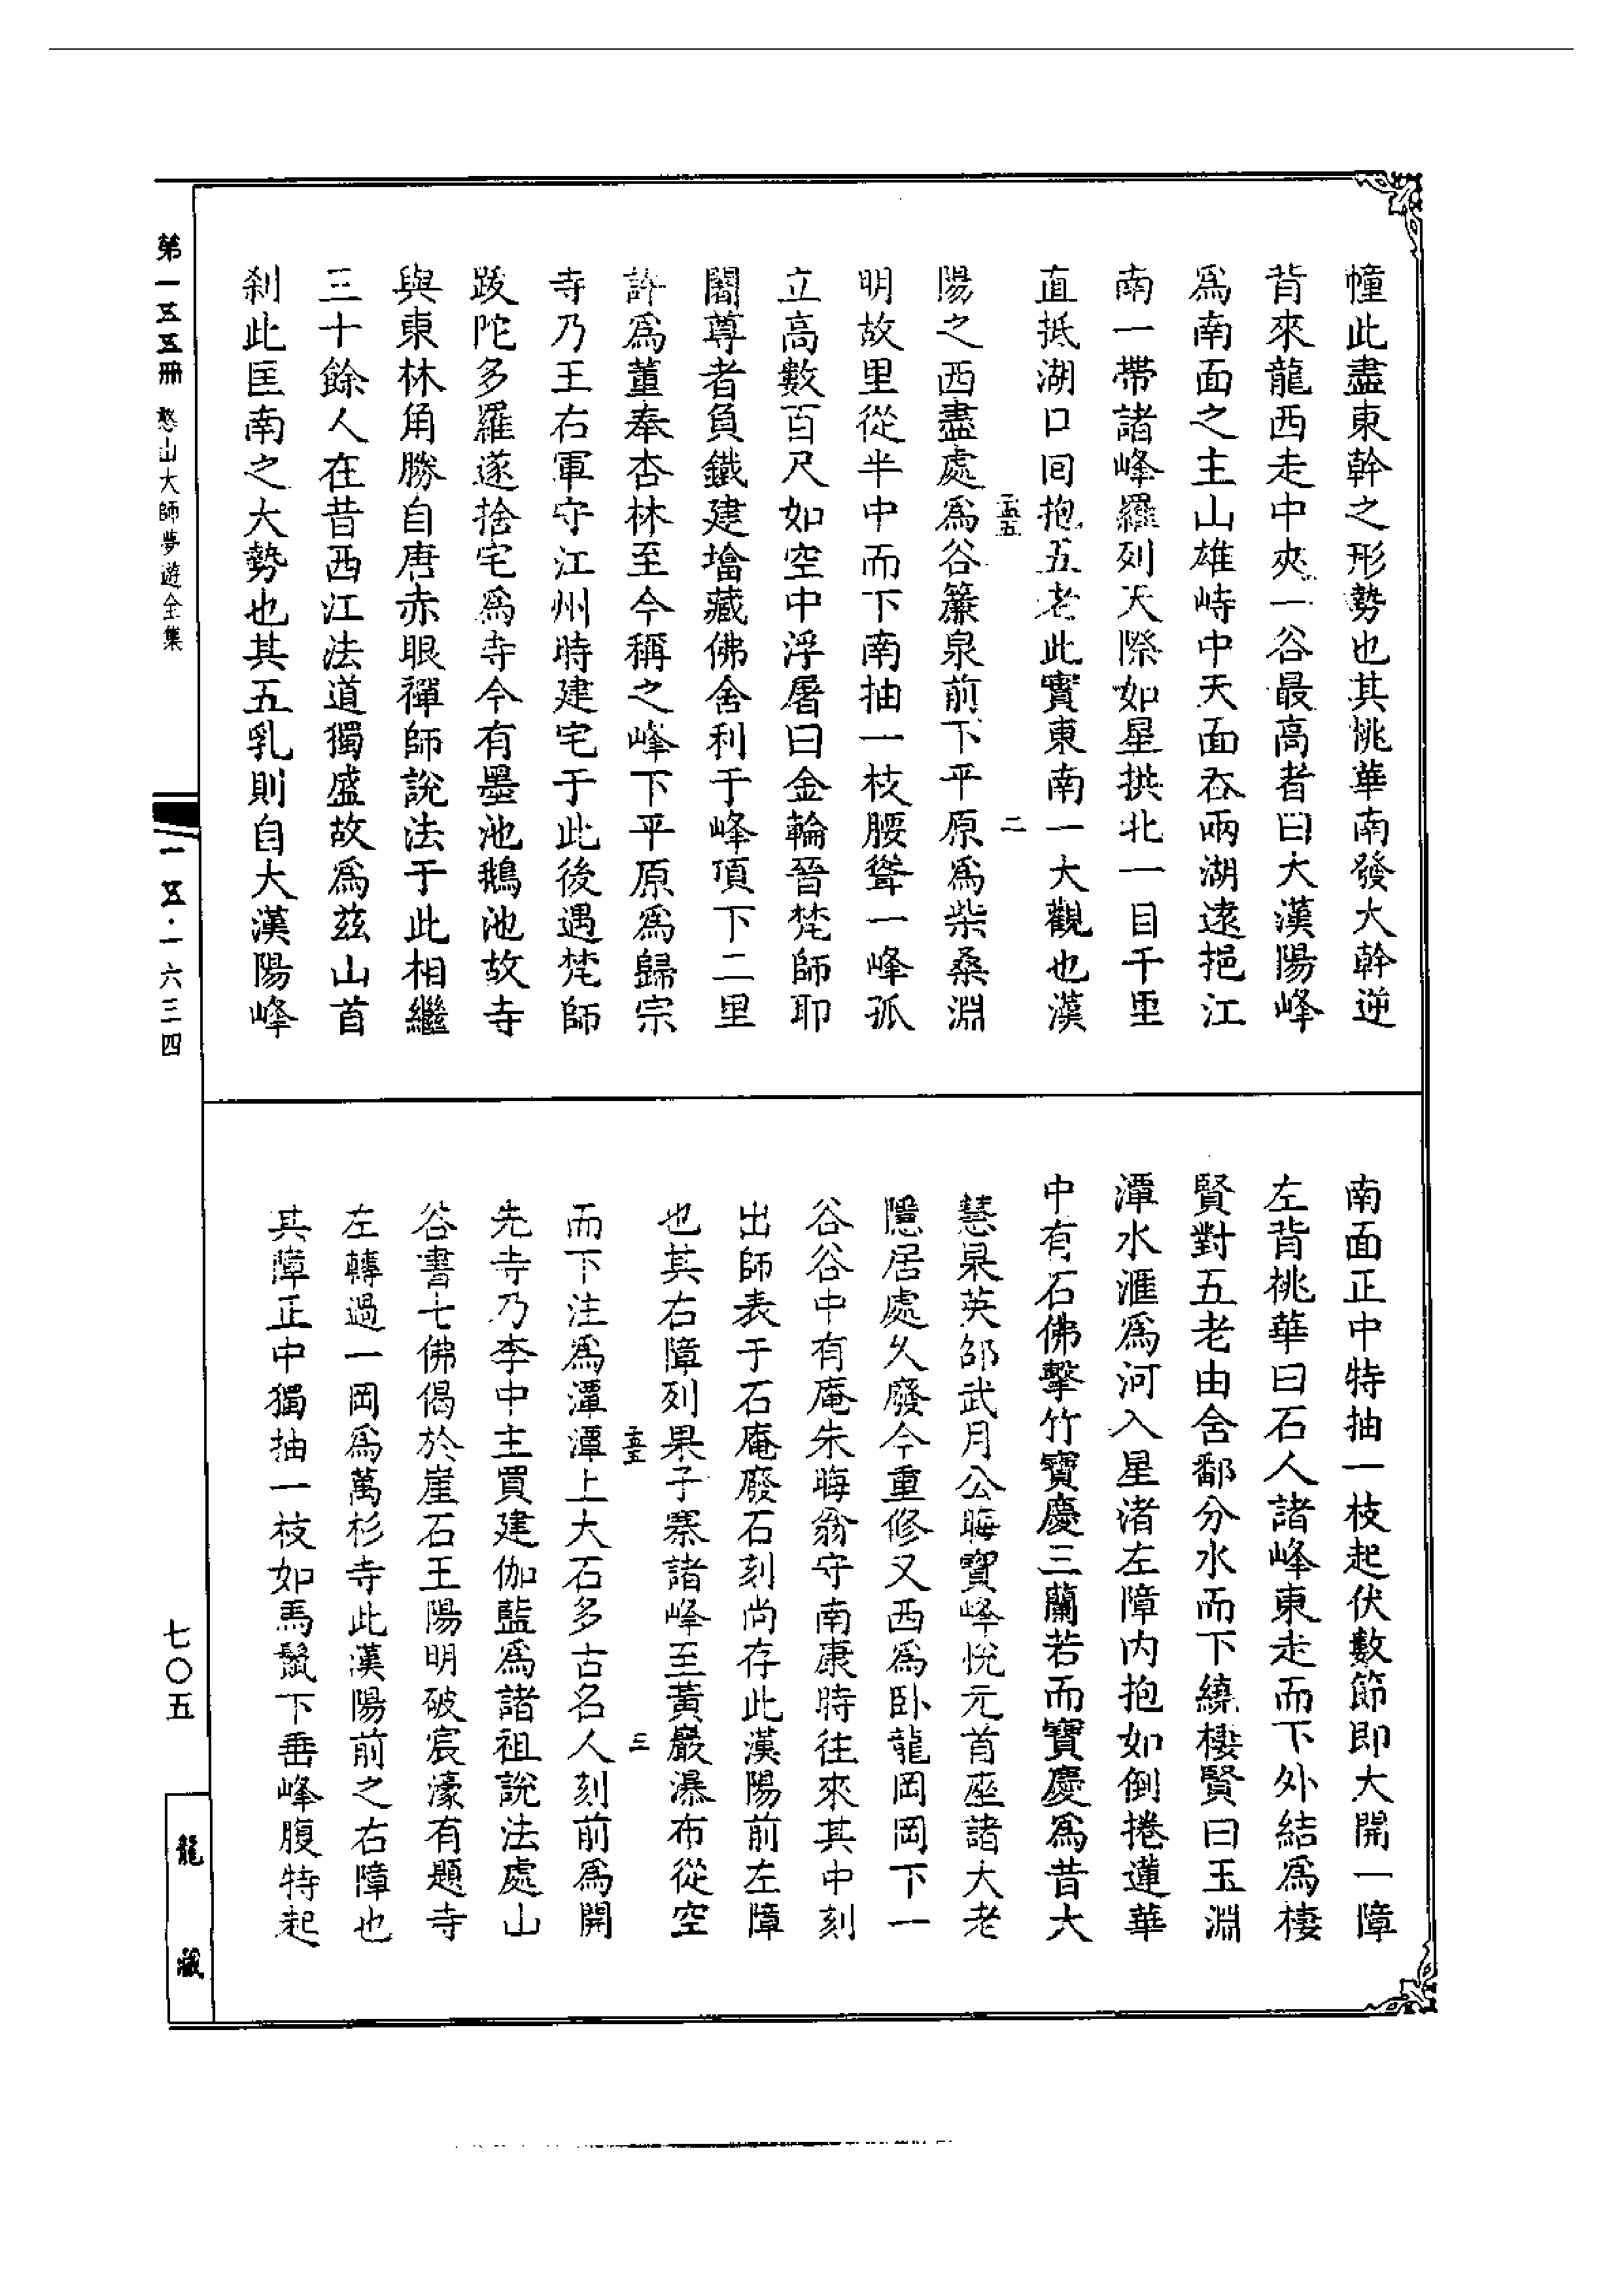 幢此盡東幹之形勢也其桃華南發大幹逆
背來龍西走中夾一谷最高者曰大漢陽峰
爲南面之主山雄峙中天面吞兩湖遠挹江
南一帶諸峰羅列天際如星拱北一目千里
直抵湖口回抱五老此實東南一大觀也漢
二
陽之西盡處爲谷簾泉前下平原爲柴桑淵
明故里從半中而下南抽一枝腰聳一峰孤
立高數百尺如空中浮屠曰金輪晉梵師耶
闍尊者負鐵建墖藏佛舍利于峰頂下二里
許爲董奉杏林至今稱之峰下平原爲歸宗
寺乃王右軍守江州時建宅于此後遇梵師
跋陀多羅遂捨宅爲寺今有墨池鵝池故寺
與東林角勝自唐赤眼禪師說法于此相繼
三十餘人在昔西江法道獨盛故爲茲山首
刹此匡南之大勢也其五乳則自大漢陽峰
南面正中特抽一枝起伏數節即大開一障
左背桃華曰石人諸峰東走而下外結爲棲
賢對五老由含鄱分水而下繞棲賢曰玉淵
潭水滙爲河入星渚左障內抱如倒捲蓮華
中有石佛擊竹寶慶三蘭若而寶慶爲昔大
慧杲英邵武月公晦寶峰悅元首座諸大老
隱居處久廢今重修又西爲卧龍岡岡下一
谷谷中有庵朱晦翁守南康時往來其中刻
出師表于石庵廢石刻尚存此漢陽前左障
也其右障列果子寨諸峰至黃巖瀑布從空
三
而下注爲潭潭上大石多古名人刻前爲開
先寺乃李中主買建伽藍爲諸祖說法處山
谷書七佛偈於崖石王陽明破宸濠有題寺
左轉過一岡爲萬杉寺此漢陽前之右障也
其障正中獨抽一枝如馬鬛下垂峰腹特起
第一五五冊 憨山大師夢遊全集
一五·一六三四
七〇五
龍藏